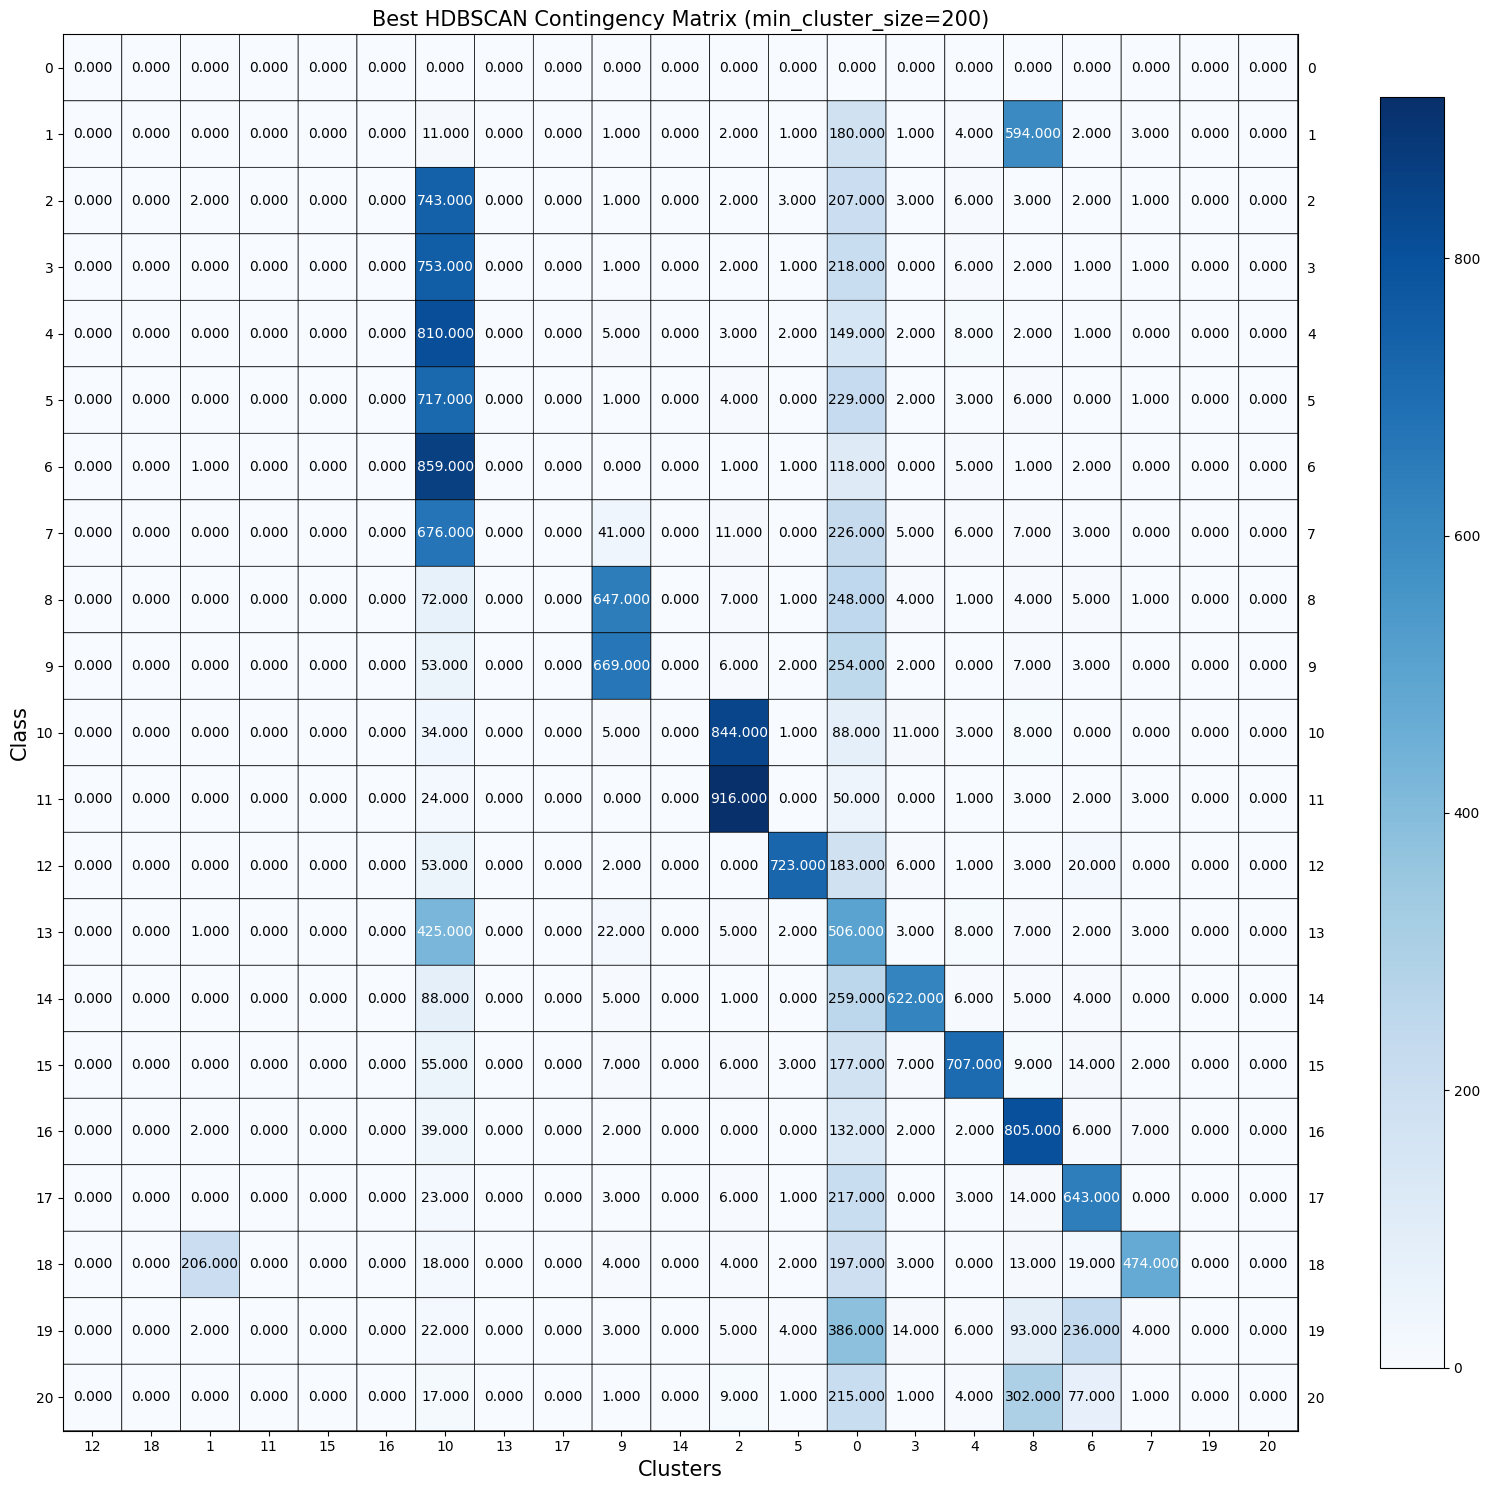 Best HDBSCAN Contingency Matrix (min_cluster_size=200)
0 0.000 0.000 0.000 0.000 0.000 0.000 0.000 0.000 0.000 0.000 0.000 0.000 0.000 0.000 0.000 0.000 0.000 0.000 0.000 0.000 0.000 0
1 0.000 0.000 0.000 0.000 0.000 0.000 11.000 0.000 0.000 1.000 0.000 2.000 1.000 180.000 1.000 4.000 594.000 2.000 3.000 0.000 0.000 1
2 0.000 0.000 2.000 0.000 0.000 0.000 743.000 0.000 0.000 1.000 0.000 2.000 3.000 207.000 3.000 6.000 3.000 2.000 1.000 0.000 0.000 2
3 0.000 0.000 0.000 0.000 0.000 0.000 753.000 0.000 0.000 1.000 0.000 2.000 1.000 218.000 0.000 6.000 2.000 1.000 1.000 0.000 0.000 3
4 0.000 0.000 0.000 0.000 0.000 0.000 810.000 0.000 0.000 5.000 0.000 3.000 2.000 149.000 2.000 8.000 2.000 1.000 0.000 0.000 0.000 4
5 0.000 0.000 0.000 0.000 0.000 0.000 717.000 0.000 0.000 1.000 0.000 4.000 0.000 229.000 2.000 3.000 6.000 0.000 1.000 0.000 0.000 5
6 0.000 0.000 1.000 0.000 0.000 0.000 859.000 0.000 0.000 0.000 0.000 1.000 1.000 118.000 0.000 5.000 1.000 2.000 0.000 0.000 0.000 6
7 0.000 0.000 0.000 0.000 0.000 0.000 676.000 0.000 0.000 41.000 0.000 11.000 0.000 226.000 5.000 6.000 7.000 3.000 0.000 0.000 0.000 7
8 0.000 0.000 0.000 0.000 0.000 0.000 72.000 0.000 0.000 647.000 0.000 7.000 1.000 248.000 4.000 1.000 4.000 5.000 1.000 0.000 0.000 8
9 0.000 0.000 0.000 0.000 0.000 0.000 53.000 0.000 0.000 669.000 0.000 6.000 2.000 254.000 2.000 0.000 7.000 3.000 0.000 0.000 0.000 9
10 0.000 0.000 0.000 0.000 0.000 0.000 34.000 0.000 0.000 5.000 0.000 844.000 1.000 88.000 11.000 3.000 8.000 0.000 0.000 0.000 0.000 10
11 0.000 0.000 0.000 0.000 0.000 0.000 24.000 0.000 0.000 0.000 0.000 916.000 0.000 50.000 0.000 1.000 3.000 2.000 3.000 0.000 0.000 11
12 0.000 0.000 0.000 0.000 0.000 0.000 53.000 0.000 0.000 2.000 0.000 0.000 723.000 183.000 6.000 1.000 3.000 20.000 0.000 0.000 0.000 12
13 0.000 0.000 1.000 0.000 0.000 0.000 425.000 0.000 0.000 22.000 0.000 5.000 2.000 506.000 3.000 8.000 7.000 2.000 3.000 0.000 0.000 13
14 0.000 0.000 0.000 0.000 0.000 0.000 88.000 0.000 0.000 5.000 0.000 1.000 0.000 259.000 622.000 6.000 5.000 4.000 0.000 0.000 0.000 14
15 0.000 0.000 0.000 0.000 0.000 0.000 55.000 0.000 0.000 7.000 0.000 6.000 3.000 177.000 7.000 707.000 9.000 14.000 2.000 0.000 0.000 15
16 0.000 0.000 2.000 0.000 0.000 0.000 39.000 0.000 0.000 2.000 0.000 0.000 0.000 132.000 2.000 2.000 805.000 6.000 7.000 0.000 0.000 16
17 0.000 0.000 0.000 0.000 0.000 0.000 23.000 0.000 0.000 3.000 0.000 6.000 1.000 217.000 0.000 3.000 14.000 643.000 0.000 0.000 0.000 17
18 0.000 0.000 206.000 0.000 0.000 0.000 18.000 0.000 0.000 4.000 0.000 4.000 2.000 197.000 3.000 0.000 13.000 19.000 474.000 0.000 0.000 18
19 0.000 0.000 2.000 0.000 0.000 0.000 22.000 0.000 0.000 3.000 0.000 5.000 4.000 386.000 14.000 6.000 93.000 236.000 4.000 0.000 0.000 19
20 0.000 0.000 0.000 0.000 0.000 0.000 17.000 0.000 0.000 1.000 0.000 9.000 1.000 215.000 1.000 4.000 302.000 77.000 1.000 0.000 0.000 20
12 18 1 11 15 16 10 13 17 9 14 2 5 0 3 4 8 6 7 19 20
Clusters
Class
800
600
400
200
0